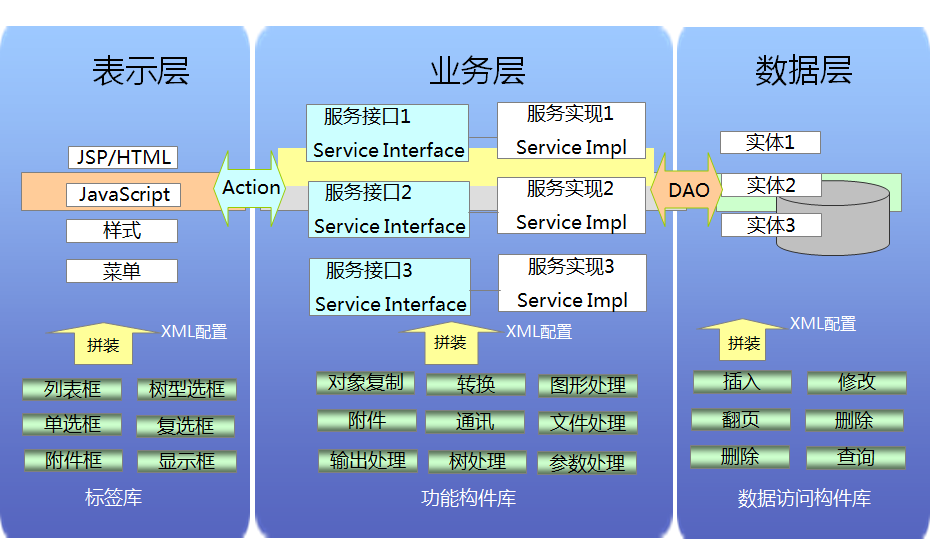 表示层
JSP/HTML
JavaScript
样式
菜单
Action
拼装
XML配置
列表框
树型选框
单选框
复选框
附件框
显示框
标签库
业务层
服务接口1
Service Interface
服务实现1
Service Impl
服务接口2
Service Interface
服务实现2
Service Impl
服务接口3
Service Interface
服务实现3
Service Impl
拼装
XML配置
对象复制
转换
图形处理
附件
通讯
文件处理
输出处理
树处理
参数处理
功能构件库
DAO
数据层
实体1
实体2
实体3
拼装
XML配置
插入
修改
翻页
删除
删除
查询
数据访问构件库